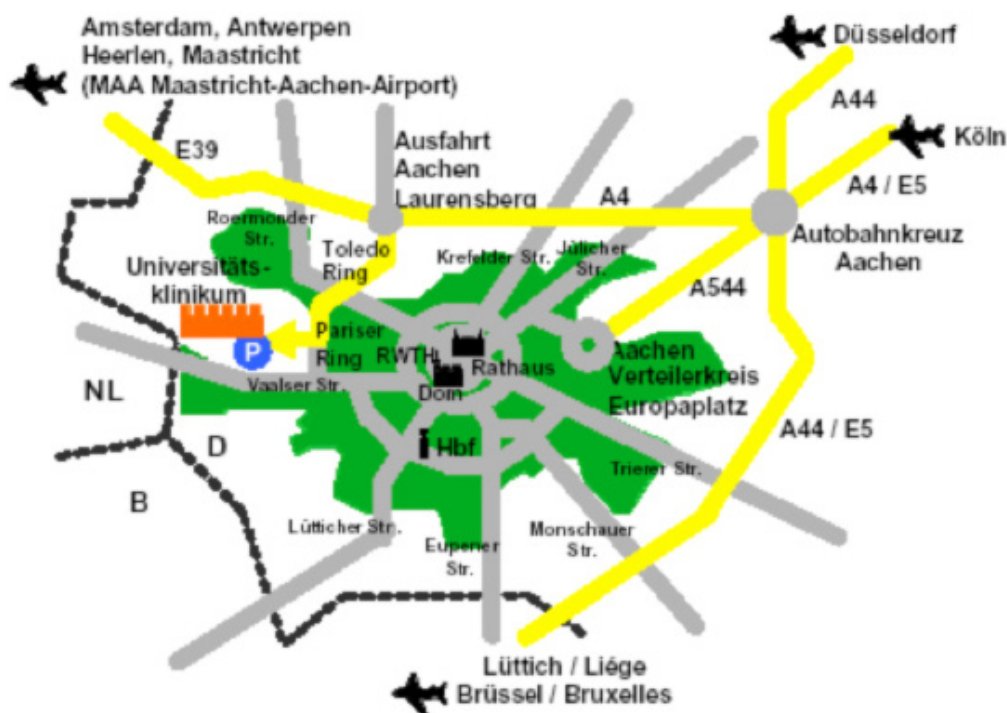 Amsterdam, Antwerpen
Heerlen, Maastricht
(MAA Maastricht-Aachen-Airport)
Düsseldorf
A44
Köln
E39
Ausfahrt
Aachen
Laurensberg
A4
A4 / E5
Roermonder
Str.
Toledo
Ring
Krefelder Str.
Jülicher
Str.
Autobahnkreuz
Aachen
Universitäts-
klinikum
A544
P
Pariser
Ring
RWTH
Rathaus
Aachen
Verteilerkreis
Europaplatz
Vaalser Str.
Dom
NL
D
B
Hbf
A44 / E5
Trierer Str.
Lütticher Str.
Eupener
Str.
Monschauer
Str.
Lüttich / Liége
Brüssel / Bruxelles